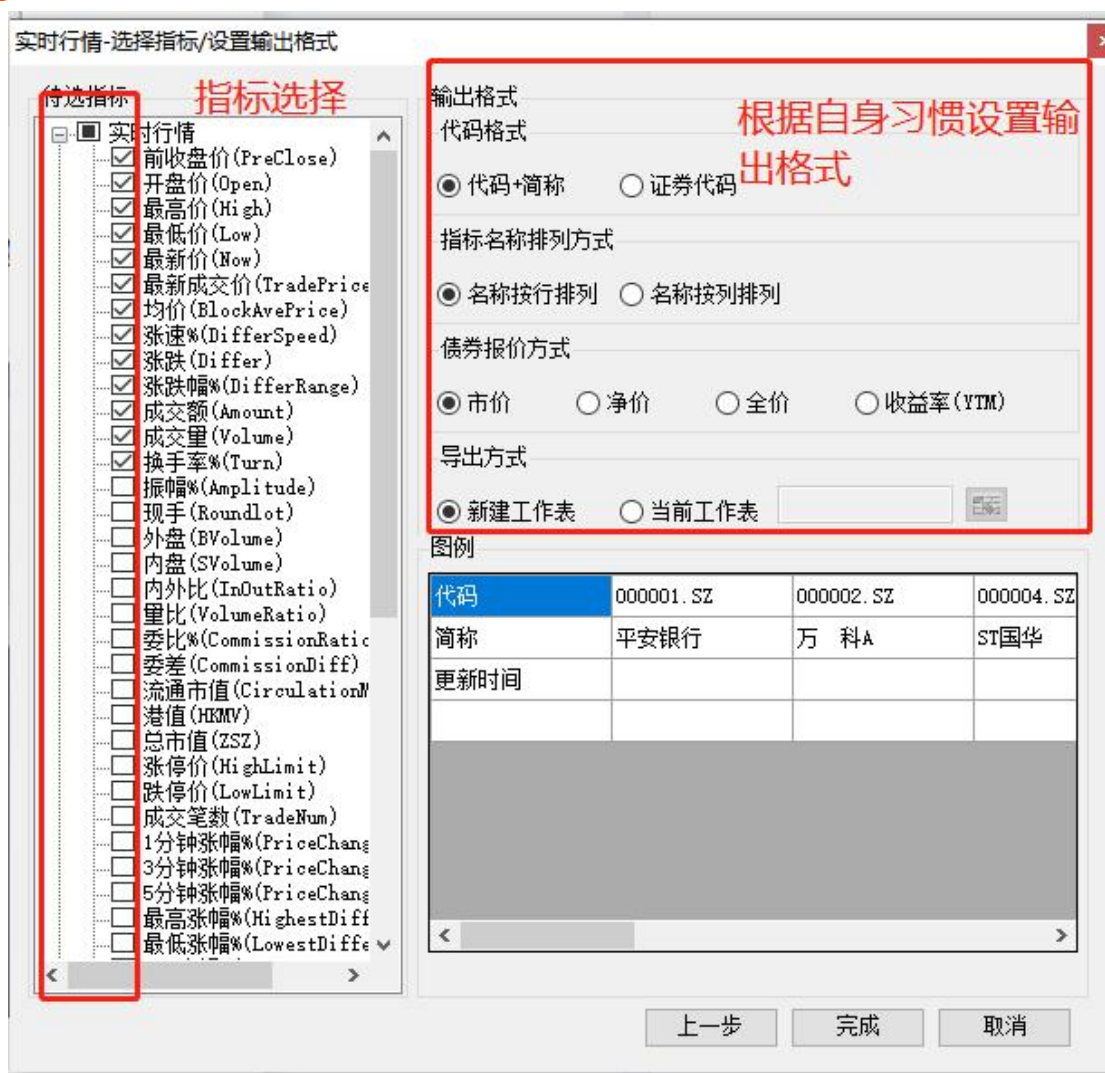 实时行情-选择指标/设置输出格式
待选指标
指标选择
实时行情
前收盘价(PreClose)
开盘价(Open)
最高价(High)
最低价(Low)
最新价(Now)
最新成交价(TradePrice
均价(BlockAvePrice)
涨速%(DifferSpeed)
涨跌(Differ)
涨跌幅%(DifferRange)
成交额(Amount)
成交量(Volume)
换手率%(Turn)
振幅%(Amplitude)
现手(Roundlot)
外盘(BVolume)
内盘(SVolume)
内外比(InOutRatio)
量比(VolumeRatio)
委比%(CommissionRatio
委差(CommissionDiff)
流通市值(CirculationM
港值(HKMV)
总市值(ZSZ)
涨停价(HighLimit)
跌停价(LowLimit)
成交笔数(TradeNum)
1分钟涨幅%(PriceChang
3分钟涨幅%(PriceChang
5分钟涨幅%(PriceChang
最高涨幅%(HighestDiff
最低涨幅%(LowestDiffe
输出格式
根据自身习惯设置输
出格式
代码格式
代码+简称 证券代码
指标名称排列方式
名称按行排列 名称按列排列
债券报价方式
市价 净价 全价 收益率(YTM)
导出方式
新建工作表 当前工作表
图例
代码 000001.SZ 000002.SZ 000004.SZ
简称 平安银行 万 科A ST国华
更新时间
上一步 完成 取消